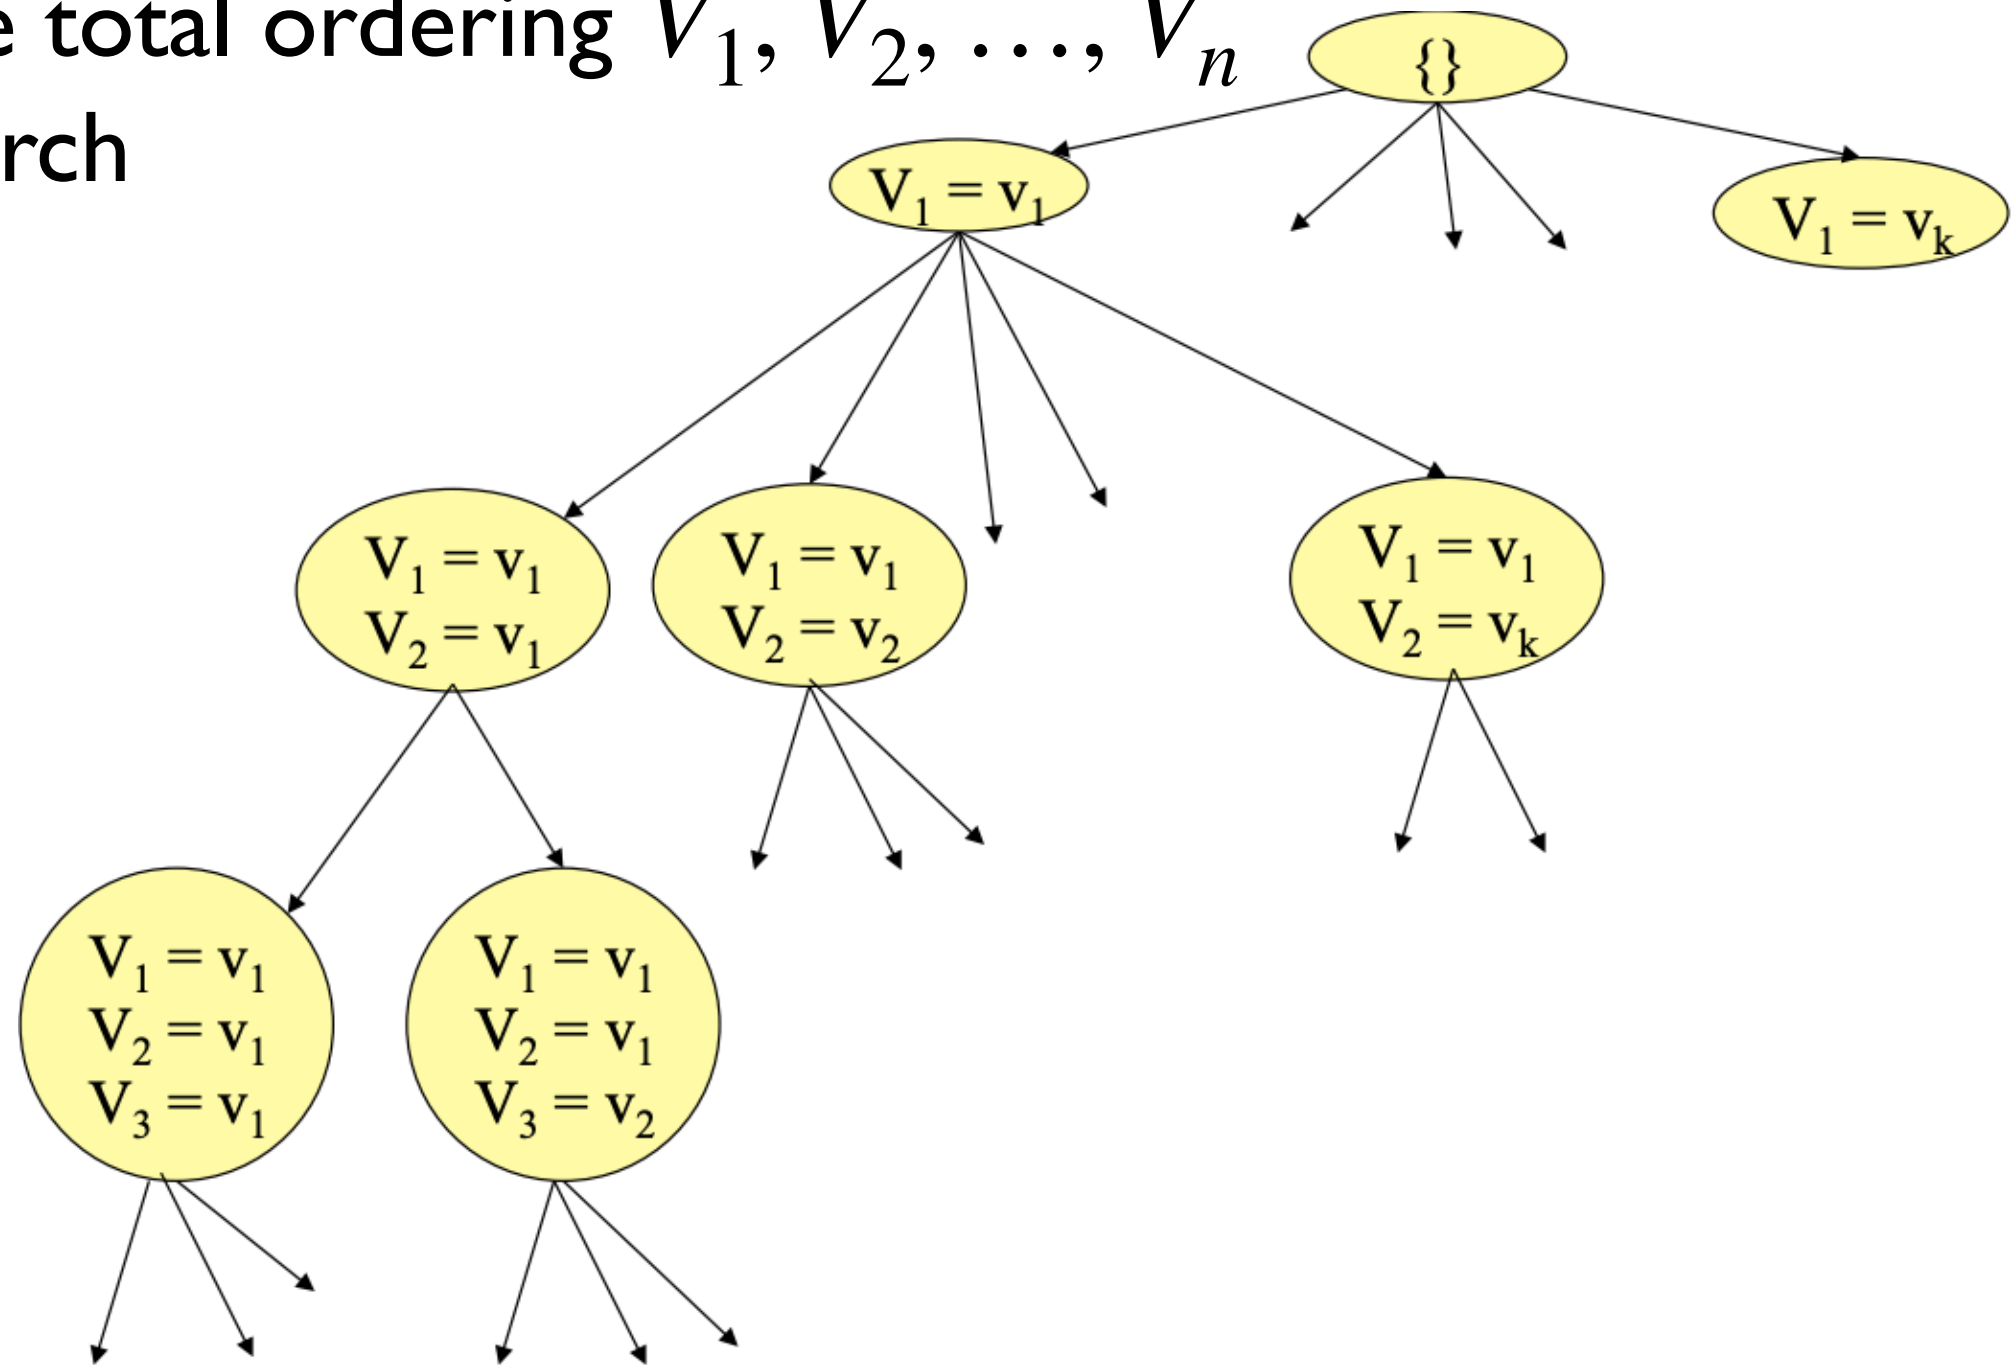 e total ordering V₁, V₂, …, Vₙ
rch
{}
V₁ = v₁
V₁ = vₖ
V₁ = v₁
V₂ = v₁
V₁ = v₁
V₂ = v₂
V₁ = v₁
V₂ = vₖ
V₁ = v₁
V₂ = v₁
V₃ = v₁
V₁ = v₁
V₂ = v₁
V₃ = v₂